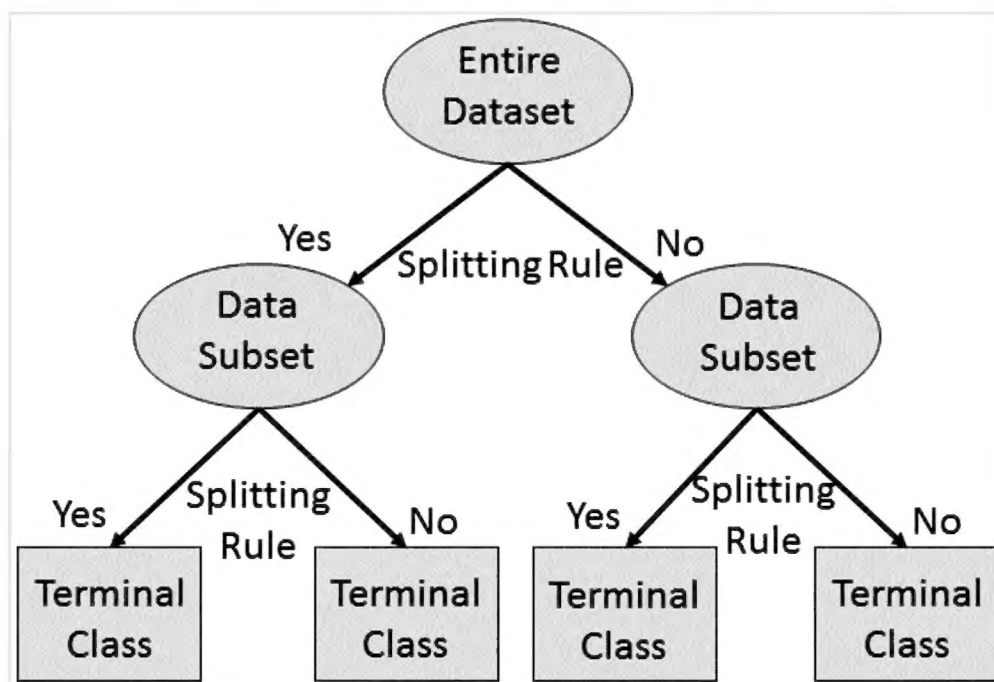 Entire
Dataset
Yes
Splitting Rule
No
Data
Subset
Data
Subset
Yes
Splitting
Rule
No
Yes
Splitting
Rule
No
Terminal
Class
Terminal
Class
Terminal
Class
Terminal
Class